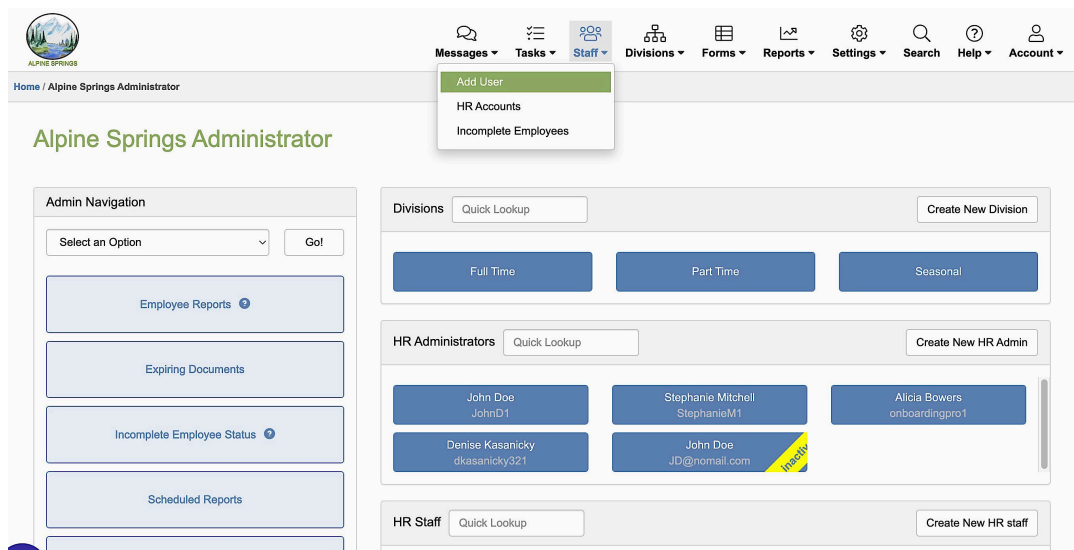 ALPINE SPRINGS
Messages Tasks Staff Divisions Forms Reports Settings Search Help Account
Add User
HR Accounts
Incomplete Employees
Home / Alpine Springs Administrator
Alpine Springs Administrator
Admin Navigation
Select an Option Go!
Employee Reports ?
Expiring Documents
Incomplete Employee Status ?
Scheduled Reports
Divisions Quick Lookup Create New Division
Full Time Part Time Seasonal
HR Administrators Quick Lookup Create New HR Admin
John Doe Stephanie Mitchell Alicia Bowers
JohnD1 StephanieM1 onboardingpro1
Denise Kasanicky John Doe
dkasanicky321 JD@nomail.com Inactiv
HR Staff Quick Lookup Create New HR staff